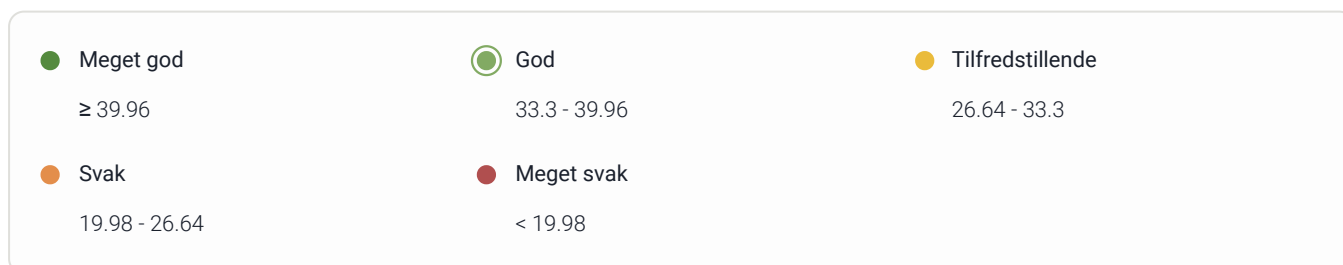 Meget god
≥ 39.96
God
33.3 - 39.96
Tilfredstillende
26.64 - 33.3
Svak
19.98 - 26.64
Meget svak
< 19.98